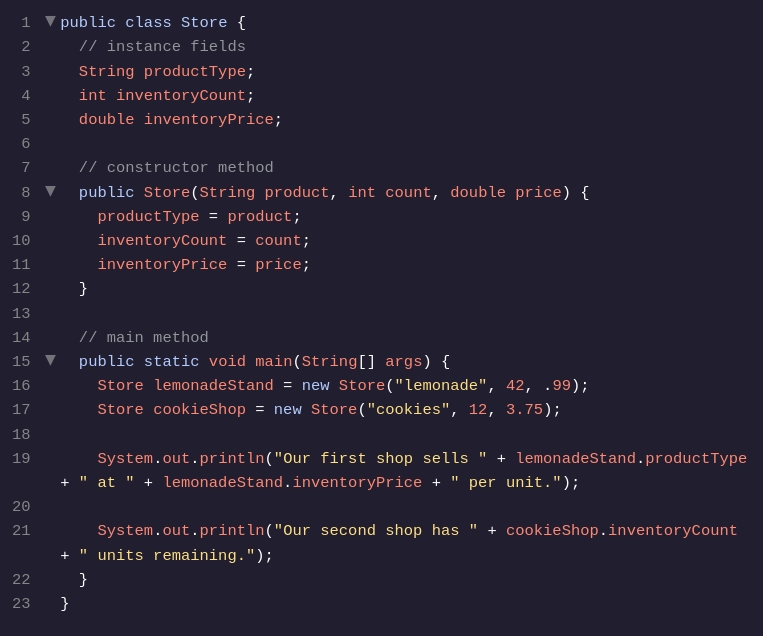 1 public class Store {
2   // instance fields
3   String productType;
4   int inventoryCount;
5   double inventoryPrice;
6
7   // constructor method
8   public Store(String product, int count, double price) {
9     productType = product;
10     inventoryCount = count;
11     inventoryPrice = price;
12   }
13
14   // main method
15   public static void main(String[] args) {
16     Store lemonadeStand = new Store("lemonade", 42, .99);
17     Store cookieShop = new Store("cookies", 12, 3.75);
18
19     System.out.println("Our first shop sells " + lemonadeStand.productType
+ " at " + lemonadeStand.inventoryPrice + " per unit.");
20
21     System.out.println("Our second shop has " + cookieShop.inventoryCount
+ " units remaining.");
22   }
23 }